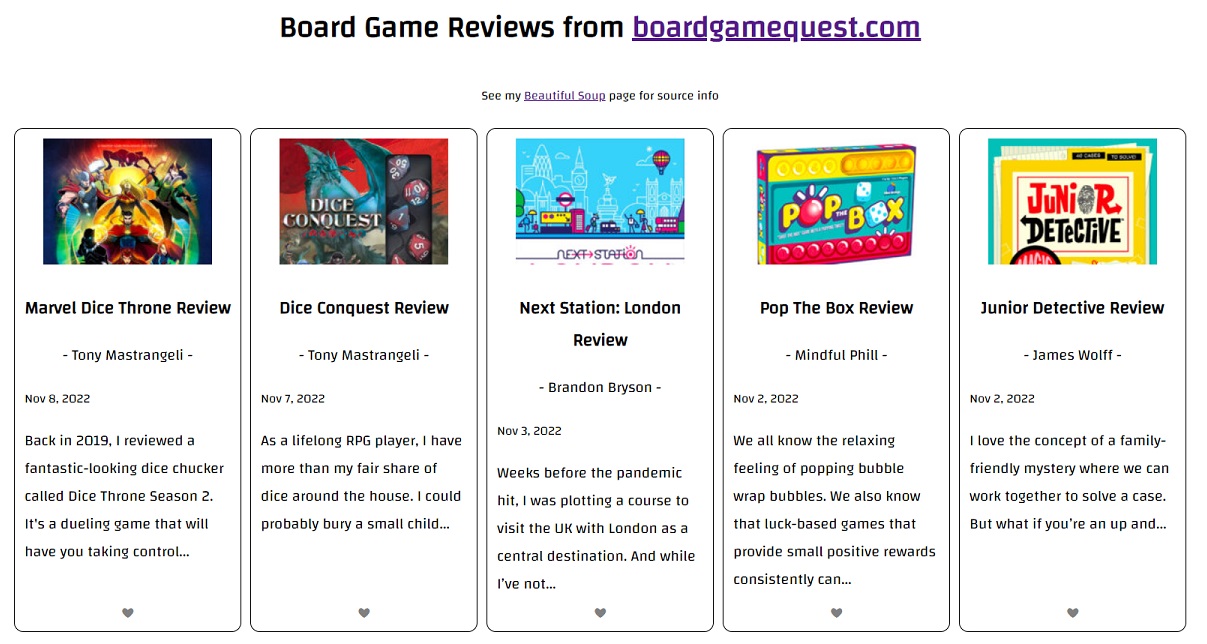 Board Game Reviews from boardgamequest.com
See my Beautiful Soup page for source info
DICE
CONQUEST
NEXT STATION
POP THE BOX
40 CASES TO SOLVE!
JUNIOR
DETECTIVE
MAGIC
Marvel Dice Throne Review
- Tony Mastrangeli -
Nov 8, 2022
Back in 2019, I reviewed a
fantastic-looking dice chucker
called Dice Throne Season 2.
It's a dueling game that will
have you taking control...
Dice Conquest Review
- Tony Mastrangeli -
Nov 7, 2022
As a lifelong RPG player, I have
more than my fair share of
dice around the house. I could
probably bury a small child...
Next Station: London
Review
- Brandon Bryson -
Nov 3, 2022
Weeks before the pandemic
hit, I was plotting a course to
visit the UK with London as a
central destination. And while
I've not...
Pop The Box Review
- Mindful Phill -
Nov 2, 2022
We all know the relaxing
feeling of popping bubble
wrap bubbles. We also know
that luck-based games that
provide small positive rewards
consistently can...
Junior Detective Review
- James Wolff -
Nov 2, 2022
I love the concept of a family-
friendly mystery where we can
work together to solve a case.
But what if you're an up and...